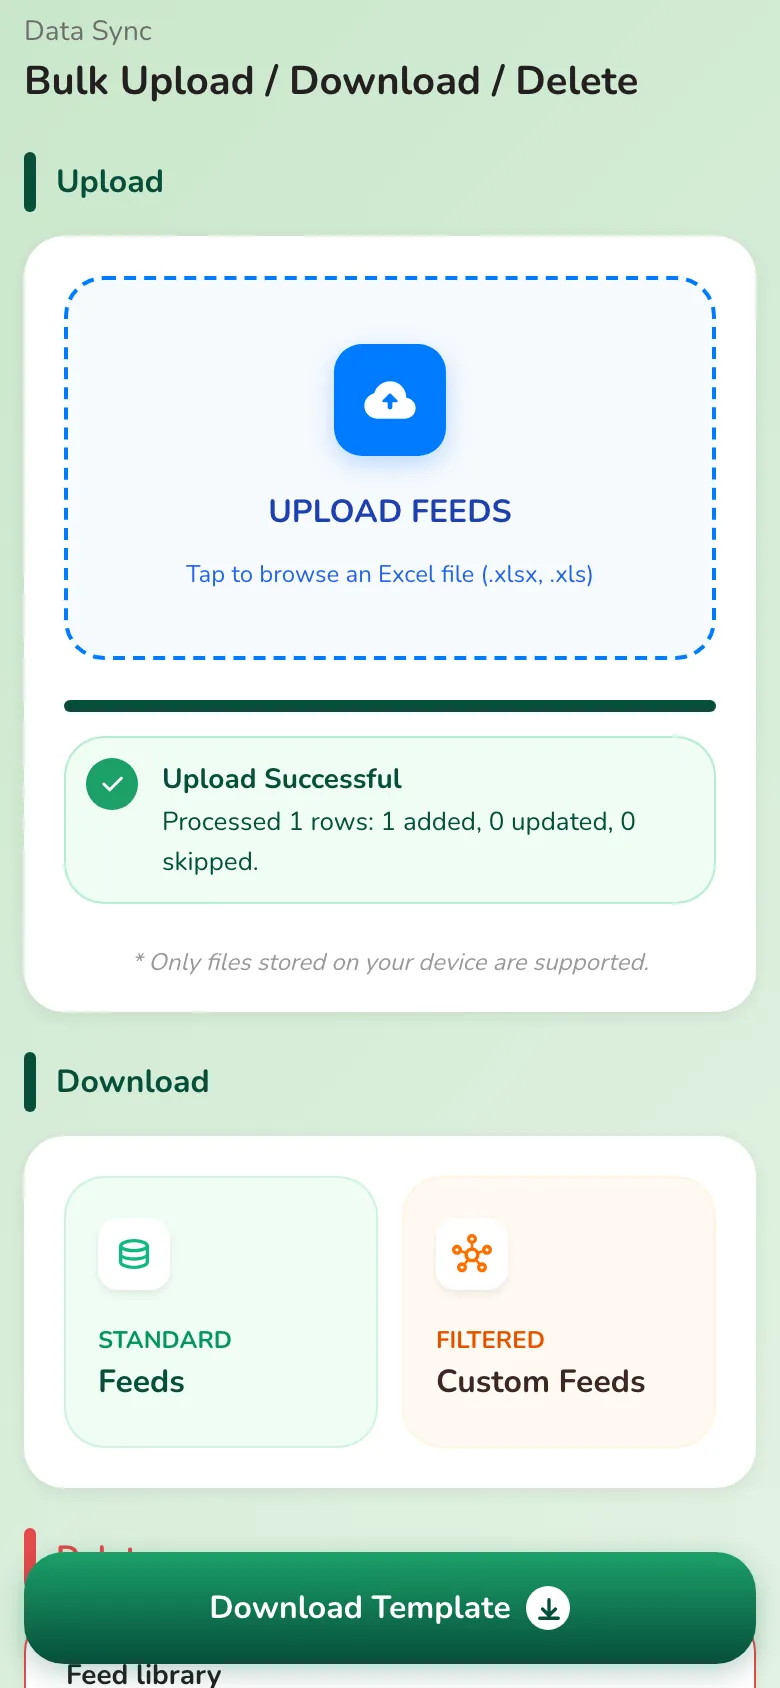 Data Sync
Bulk Upload / Download / Delete
Upload
UPLOAD FEEDS
Tap to browse an Excel file (.xlsx, .xls)
Upload Successful
Processed 1 rows: 1 added, 0 updated, 0
skipped.
* Only files stored on your device are supported.
Download
STANDARD
Feeds
FILTERED
Custom Feeds
Download Template
Feed library